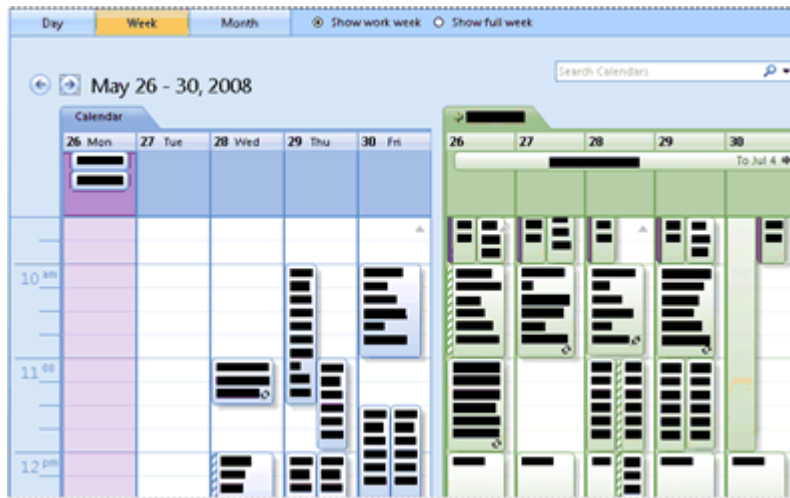 Day Week Month Show work week Show full week
Search Calendars
May 26 - 30, 2008
Calendar
26 Mon 27 Tue 28 Wed 29 Thu 30 Fri 26 27 28 29 30
To Jul 4
10 am
11 00
12 pm